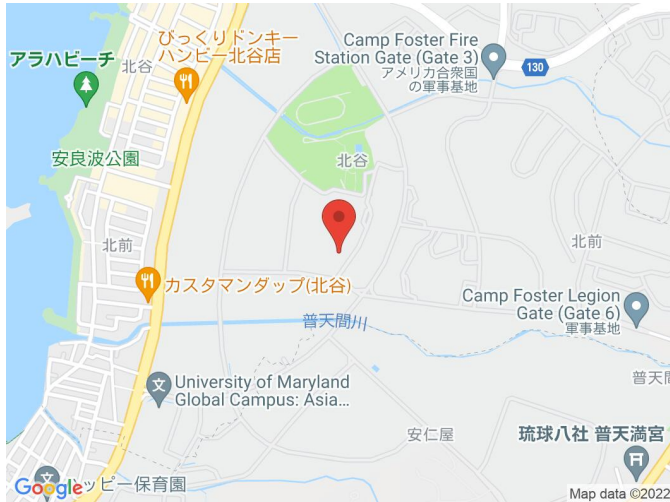 びっくりドンキー
ハンビー北谷店
アラハビーチ
北谷
安良波公園
Camp Foster Fire
Station Gate (Gate 3)
アメリカ合衆国
の軍事基地
130
北谷
北前
北前
カスタマンダップ(北谷)
普天間川
Camp Foster Legion
Gate (Gate 6)
軍事基地
University of Maryland
Global Campus: Asia...
文
普天間
安仁屋
琉球八社 普天満宮
文
ッピー保育園
Google
Map data ©2022